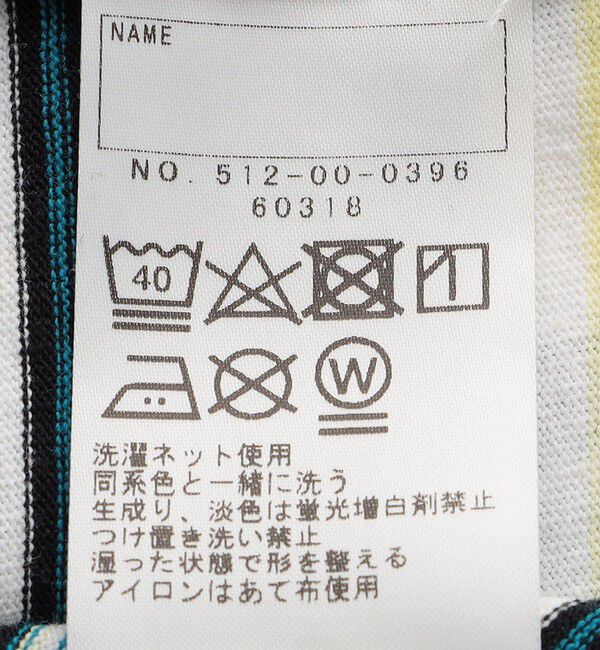 NAME
NO. 512-00-0396
60318
40
W
洗濯ネット使用
同系色と一緒に洗う
生成り、淡色は蛍光増白剤禁止
つけ置き洗い禁止
湿った状態で形を整える
アイロンはあて布使用